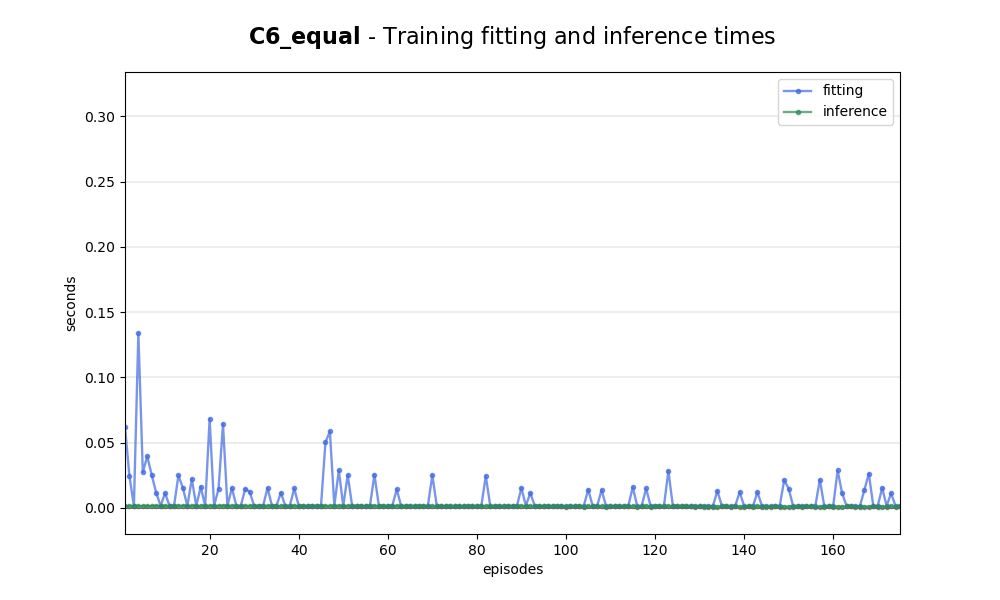 C6_equal - Training fitting and inference times
fitting
inference
0.30
0.25
0.20
0.15
0.10
0.05
0.00
seconds
20 40 60 80 100 120 140 160
episodes